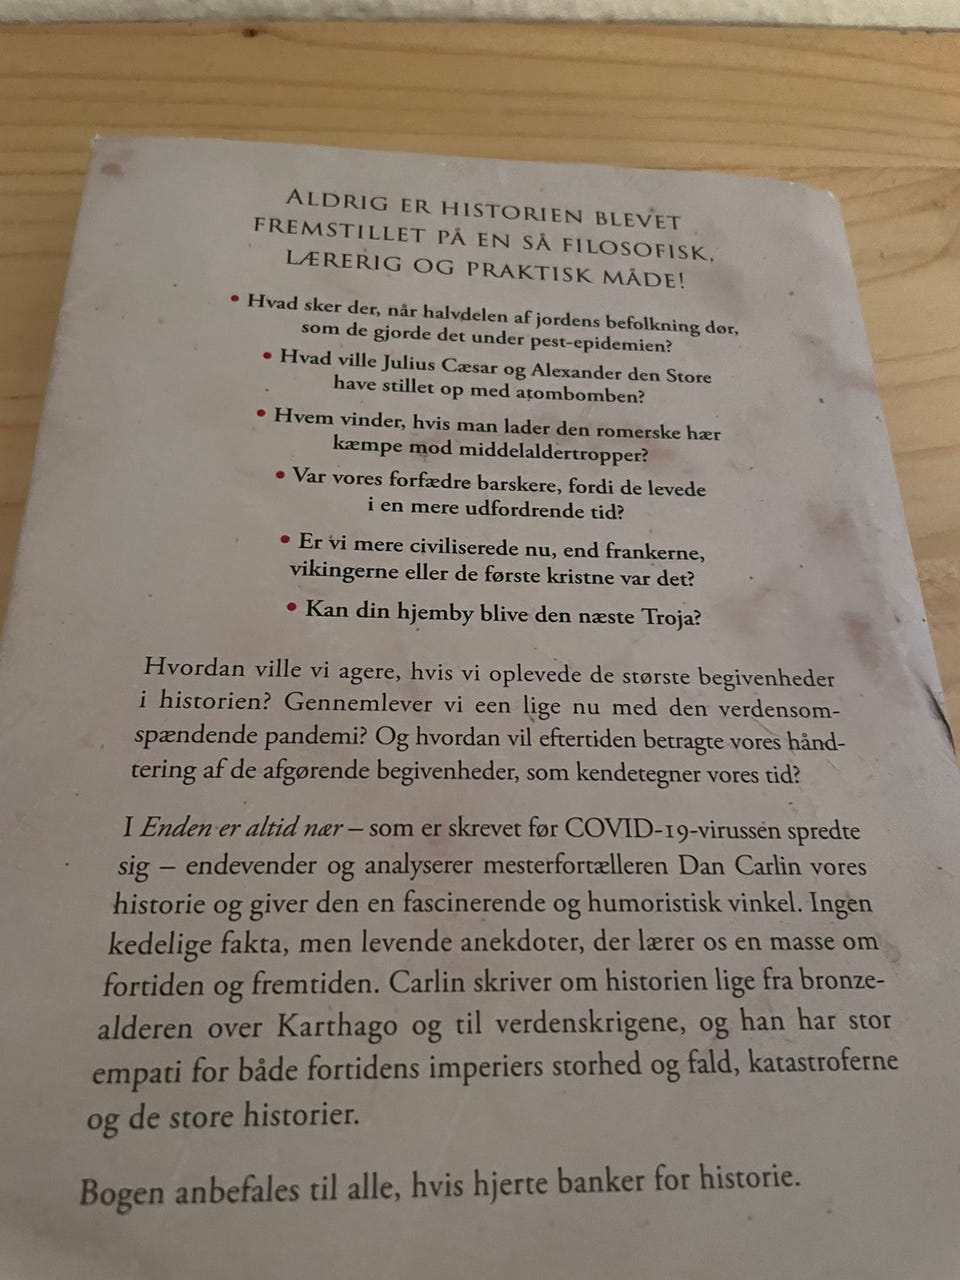 ALDRIG ER HISTORIEN BLEVET
FREMSTILLET PÅ EN SÅ FILOSOFISK,
LÆRERIG OG PRAKTISK MÅDE!
• Hvad sker der, når halvdelen af jordens befolkning dør,
som de gjorde det under pest-epidemien?
• Hvad ville Julius Cæsar og Alexander den Store
have stillet op med atombomben?
• Hvem vinder, hvis man lader den romerske hær
kæmpe mod middelaldertropper?
• Var vores forfædre barskere, fordi de levede
i en mere udfordrende tid?
• Er vi mere civiliserede nu, end frankerne,
vikingerne eller de første kristne var det?
• Kan din hjemby blive den næste Troja?
Hvordan ville vi agere, hvis vi oplevede de største begivenheder
i historien? Gennemlever vi een lige nu med den verdensom-
spændende pandemi? Og hvordan vil eftertiden betragte vores hånd-
tering af de afgørende begivenheder, som kendetegner vores tid?
I Enden er altid nær – som er skrevet før COVID-19-virussen spredte
sig – endevender og analyserer mesterfortælleren Dan Carlin vores
historie og giver den en fascinerende og humoristisk vinkel. Ingen
kedelige fakta, men levende anekdoter, der lærer os en masse om
fortiden og fremtiden. Carlin skriver om historien lige fra bronze-
alderen over Karthago og til verdenskrigene, og han har stor
empati for både fortidens imperiers storhed og fald, katastroferne
og de store historier.
Bogen anbefales til alle, hvis hjerte banker for historie.